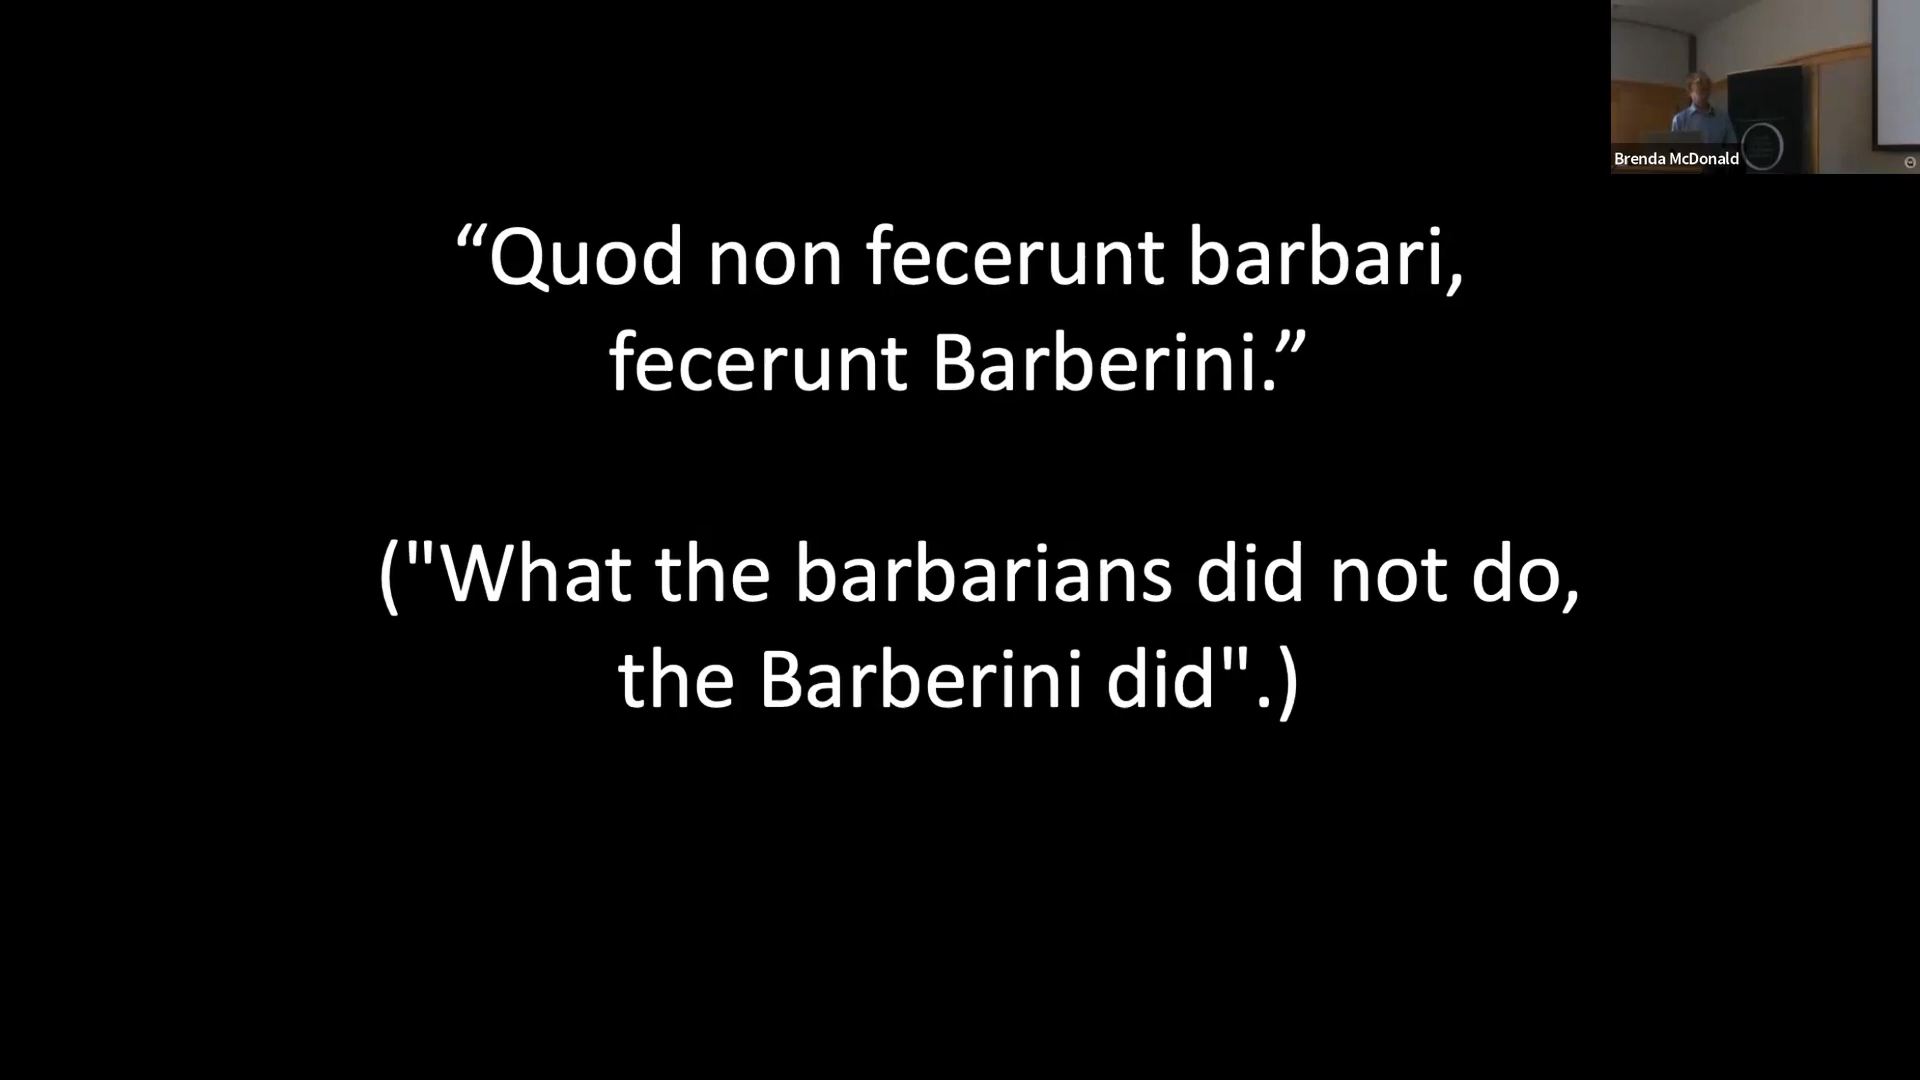 Brenda McDonald
“Quod non fecerunt barbari,
fecerunt Barberini.”
("What the barbarians did not do,
the Barberini did".)